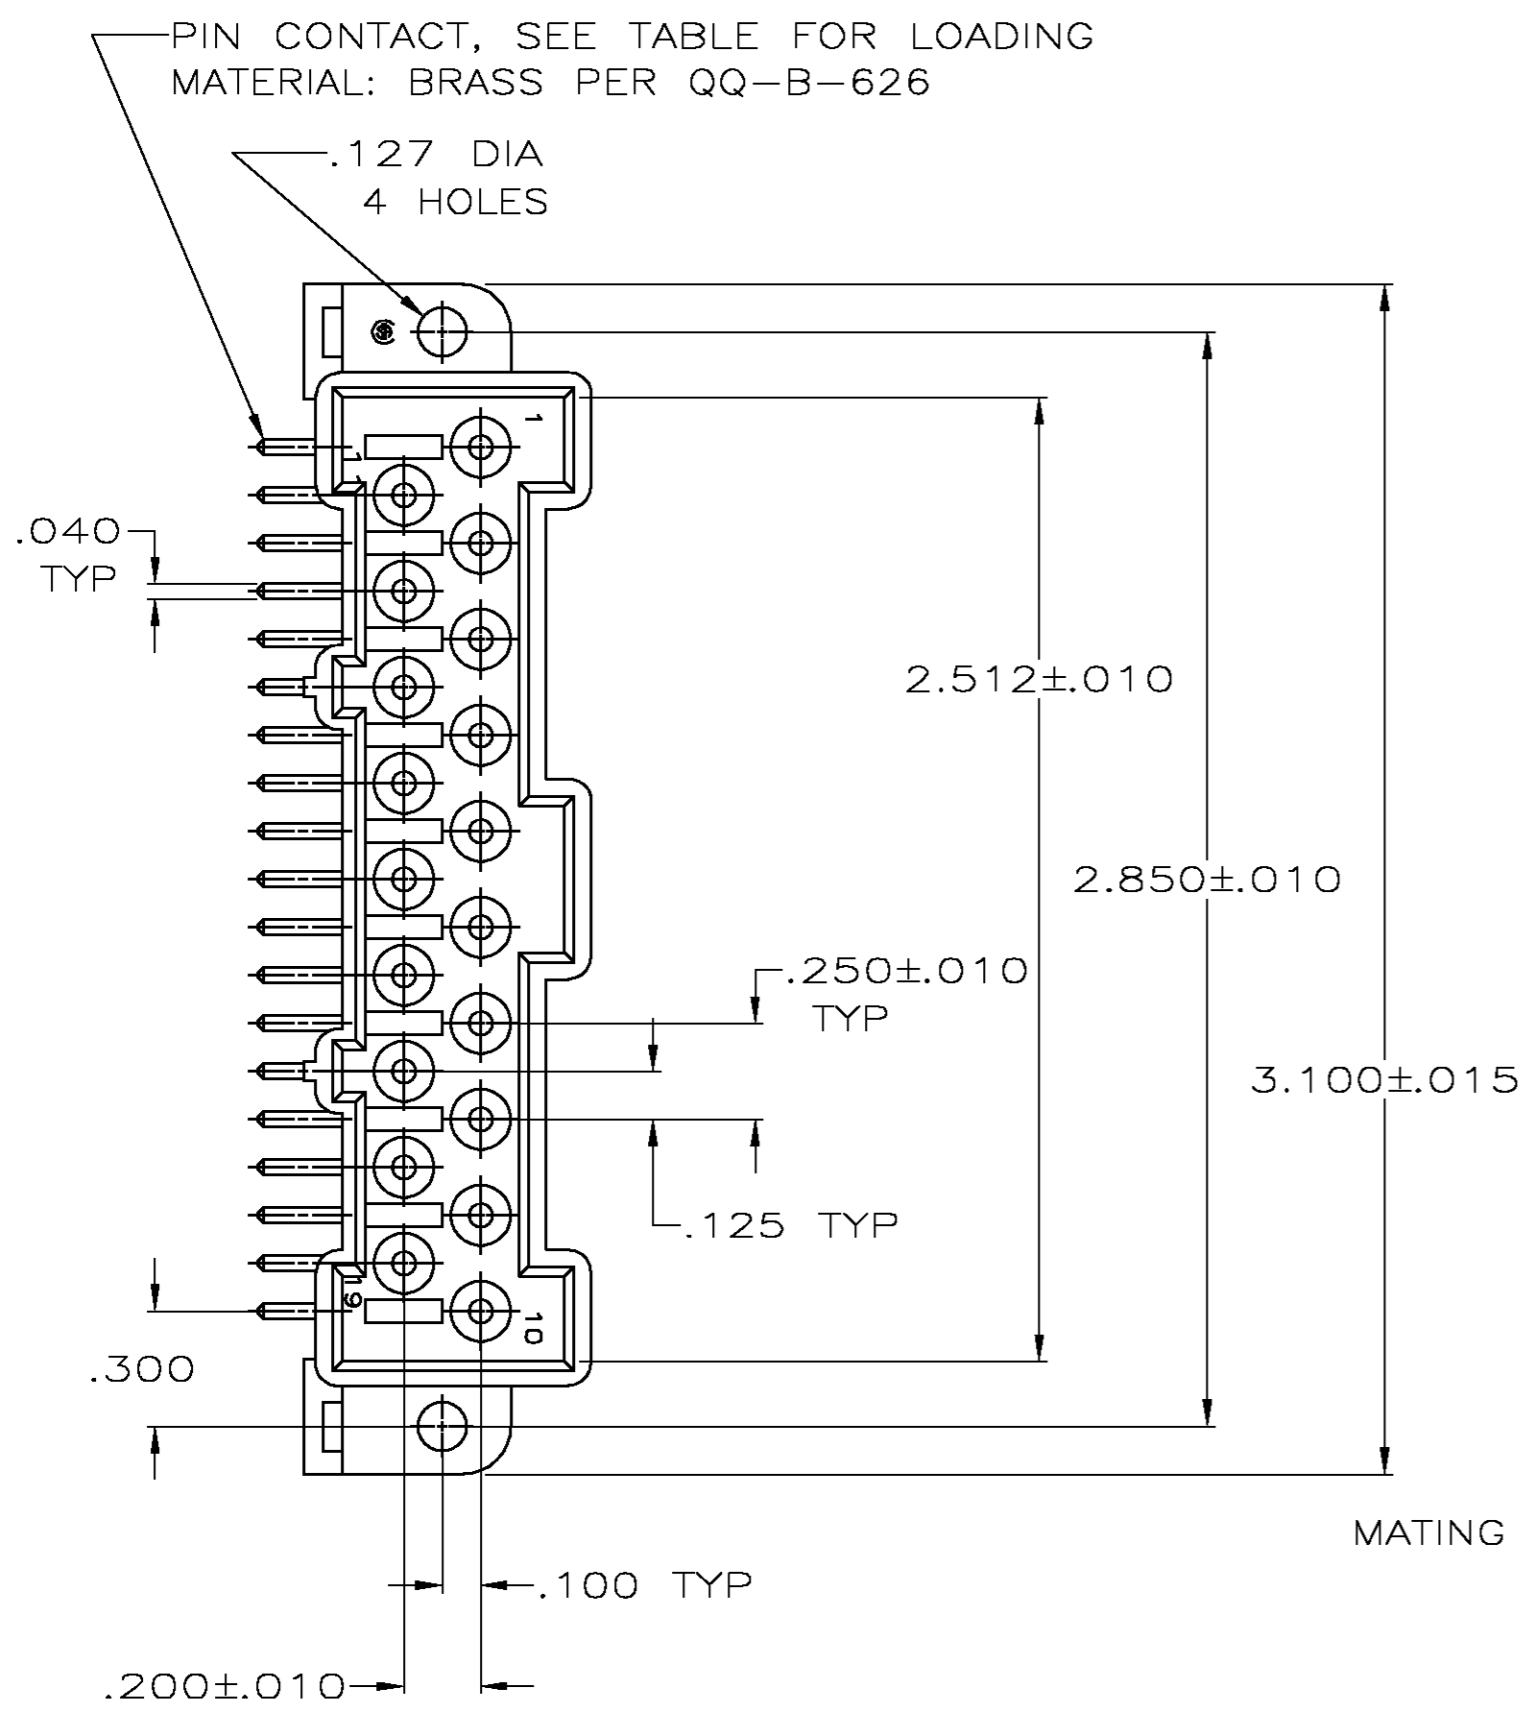 PIN CONTACT, SEE TABLE FOR LOADING
MATERIAL: BRASS PER QQ-B-626
.127 DIA
4 HOLES
1
.040
TYP
2.512±.010
2.850±.010
.250±.010
TYP
3.100±.015
.125 TYP
19
10
.300
MATING
.100 TYP
.200±.010